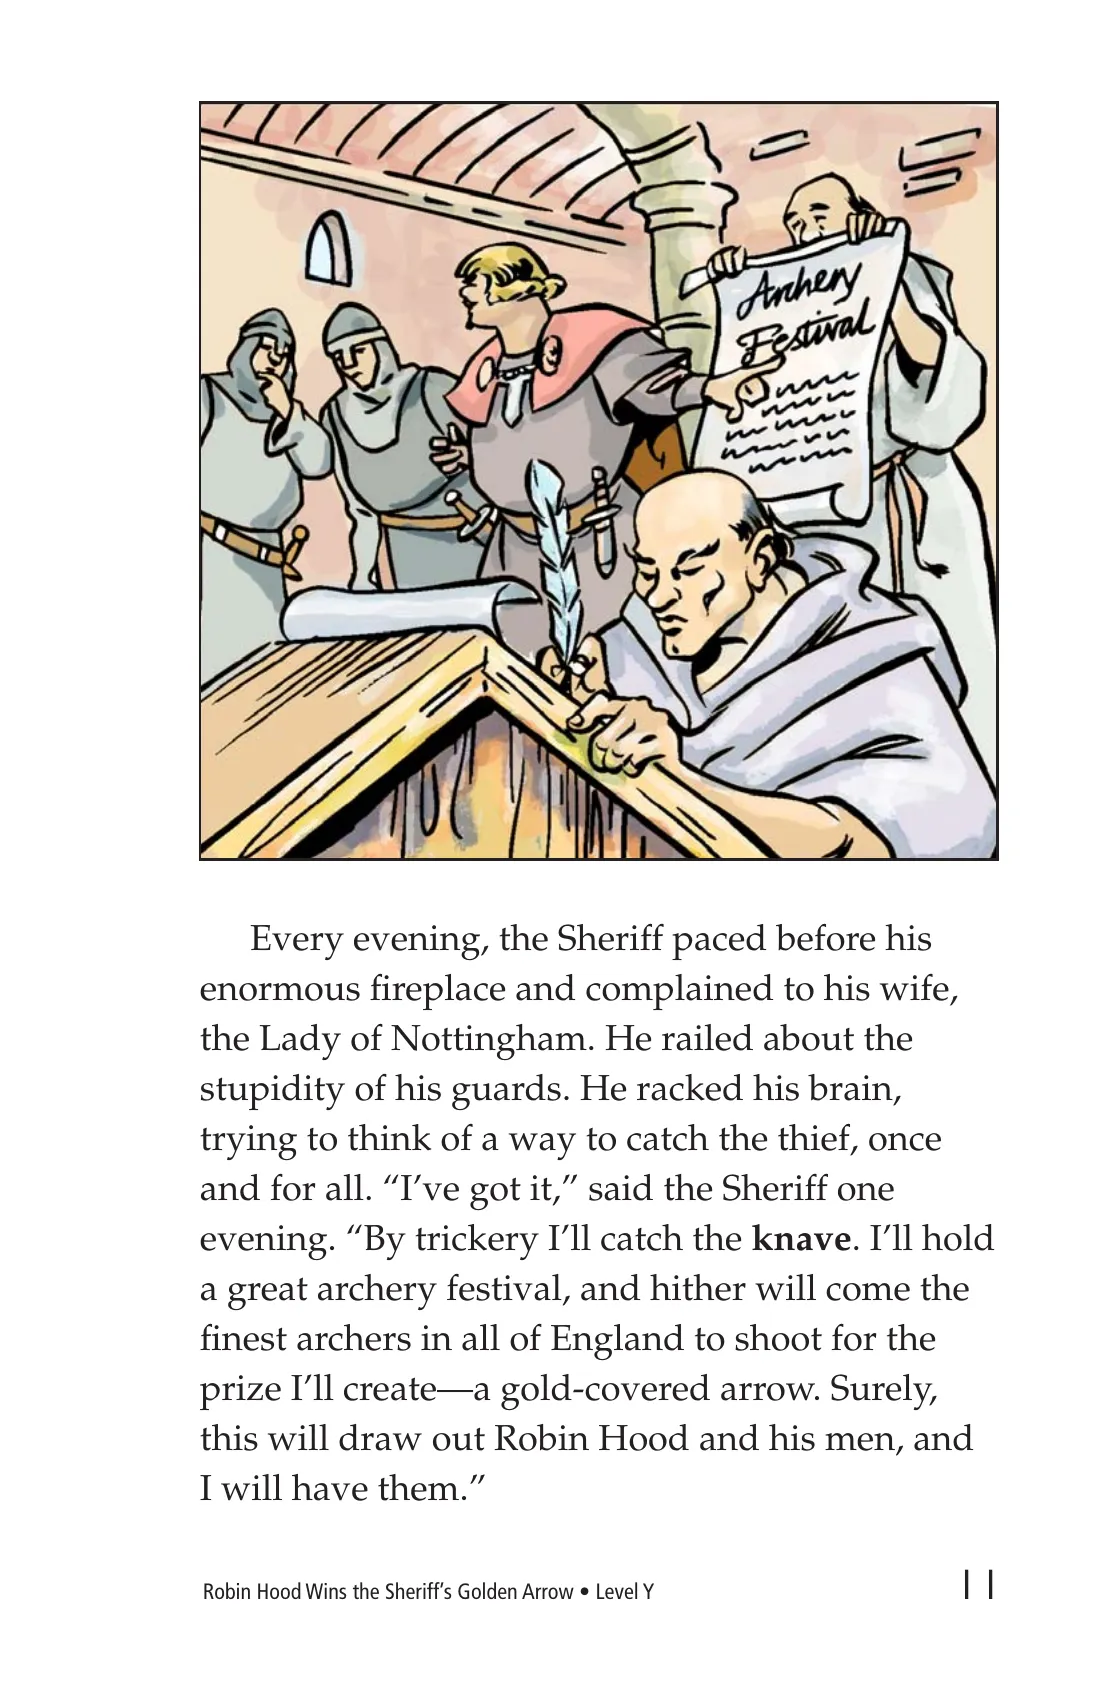 Archery
Festival
Every evening, the Sheriff paced before his
enormous fireplace and complained to his wife,
the Lady of Nottingham. He railed about the
stupidity of his guards. He racked his brain,
trying to think of a way to catch the thief, once
and for all. “I’ve got it,” said the Sheriff one
evening. “By trickery I’ll catch the knave. I’ll hold
a great archery festival, and hither will come the
finest archers in all of England to shoot for the
prize I’ll create—a gold-covered arrow. Surely,
this will draw out Robin Hood and his men, and
I will have them.”
Robin Hood Wins the Sheriff’s Golden Arrow • Level Y
11